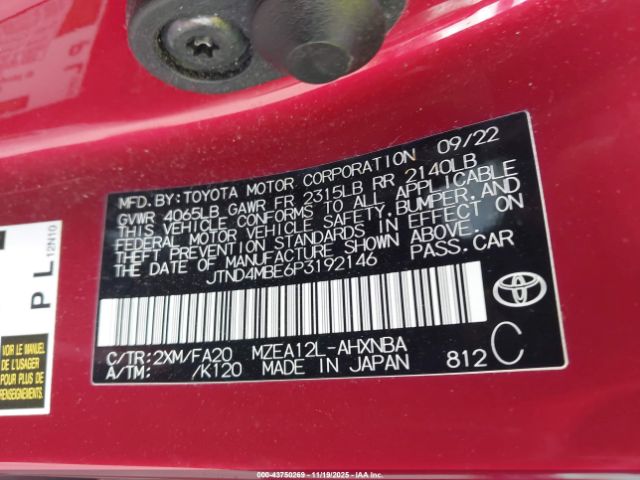 MFD. BY: TOYOTA MOTOR CORPORATION 09/22
GVWR 4065LB GAWR FR 2315LB RR 2140LB
THIS VEHICLE CONFORMS TO ALL APPLICABLE
FEDERAL MOTOR VEHICLE SAFETY, BUMPER, AND
THEFT PREVENTION STANDARDS IN EFFECT ON
THE DATE OF MANUFACTURE SHOWN ABOVE.
JTND4MBE6P3192146 PASS. CAR
C/TR: 2XM/FA20 MZEA12L-AHXNBA
A/TM: /K120 MADE IN JAPAN 812 C
P L
12N10
VOIR MANUEL
DE L'USAGER
POUR PLUS DE
RENSEIGNEMENTS.
000-43750269 - 11/19/2025 - IAAI.CA